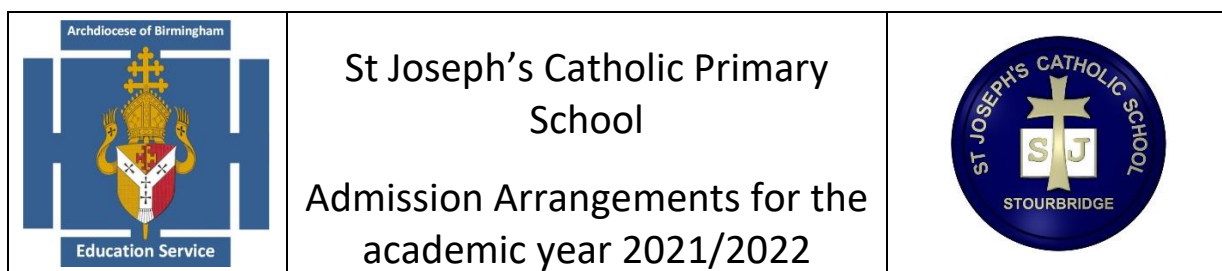 Archdiocese of Birmingham
Education Service
St Joseph’s Catholic Primary
School
Admission Arrangements for the
academic year 2021/2022
ST JOSEPH'S CATHOLIC SCHOOL
S J
STOURBRIDGE